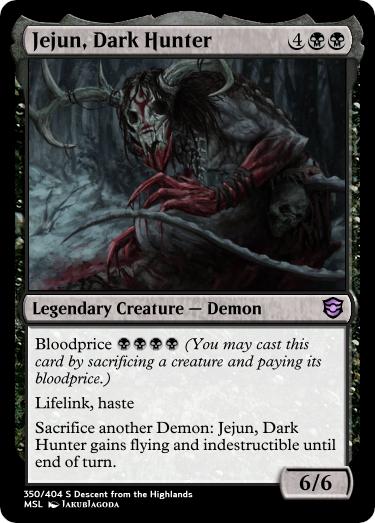 Jejun, Dark Hunter 4
Legendary Creature — Demon
Bloodprice (You may cast this
card by sacrificing a creature and paying its
bloodprice.)
Lifelink, haste
Sacrifice another Demon: Jejun, Dark
Hunter gains flying and indestructible until
end of turn.
6/6
350/404 S Descent from the Highlands
MSL JAKUBJAGODA